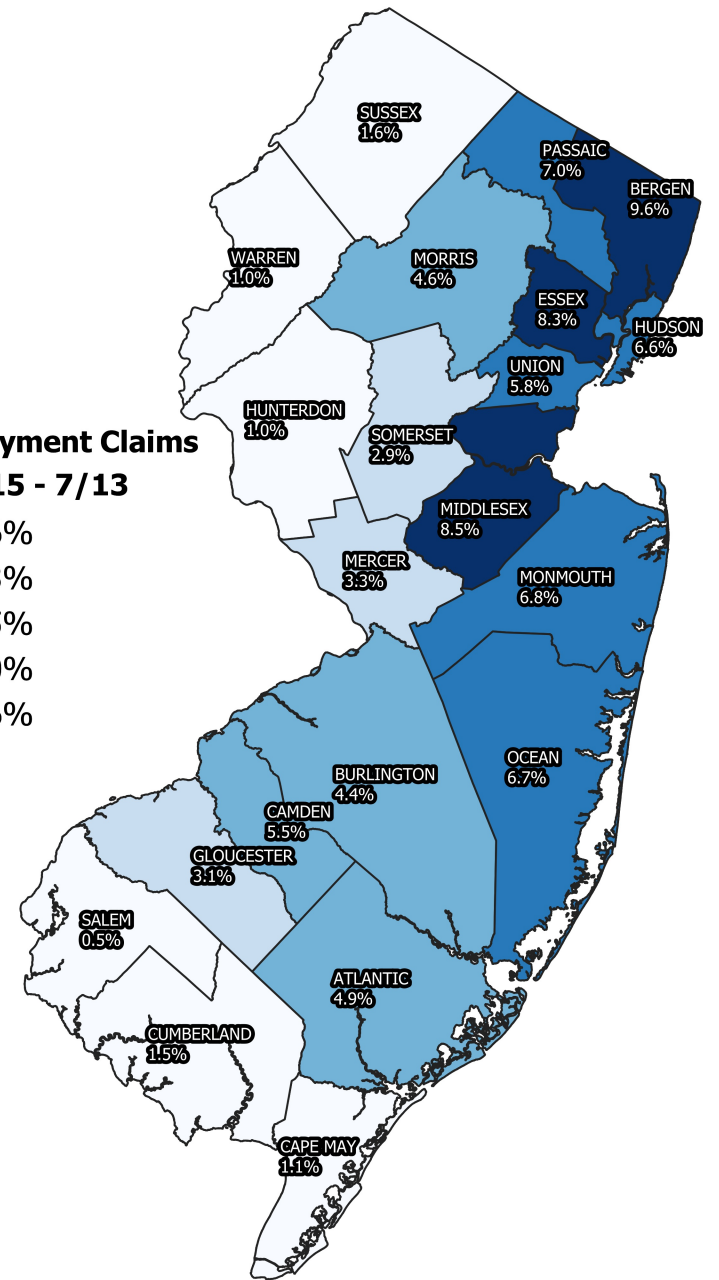 SUSSEX
1.6%
PASSAIC
7.0%
BERGEN
9.6%
WARREN
1.0%
MORRIS
4.6%
ESSEX
8.3%
HUDSON
6.6%
UNION
5.8%
HUNTERDON
1.0%
SOMERSET
2.9%
yment Claims
15 - 7/13
MIDDLESEX
8.5%
MERCER
3.3%
MONMOUTH
6.8%
OCEAN
6.7%
BURLINGTON
4.4%
CAMDEN
5.5%
GLOUCESTER
3.1%
SALEM
0.5%
ATLANTIC
4.9%
CUMBERLAND
1.5%
CAPE MAY
1.1%